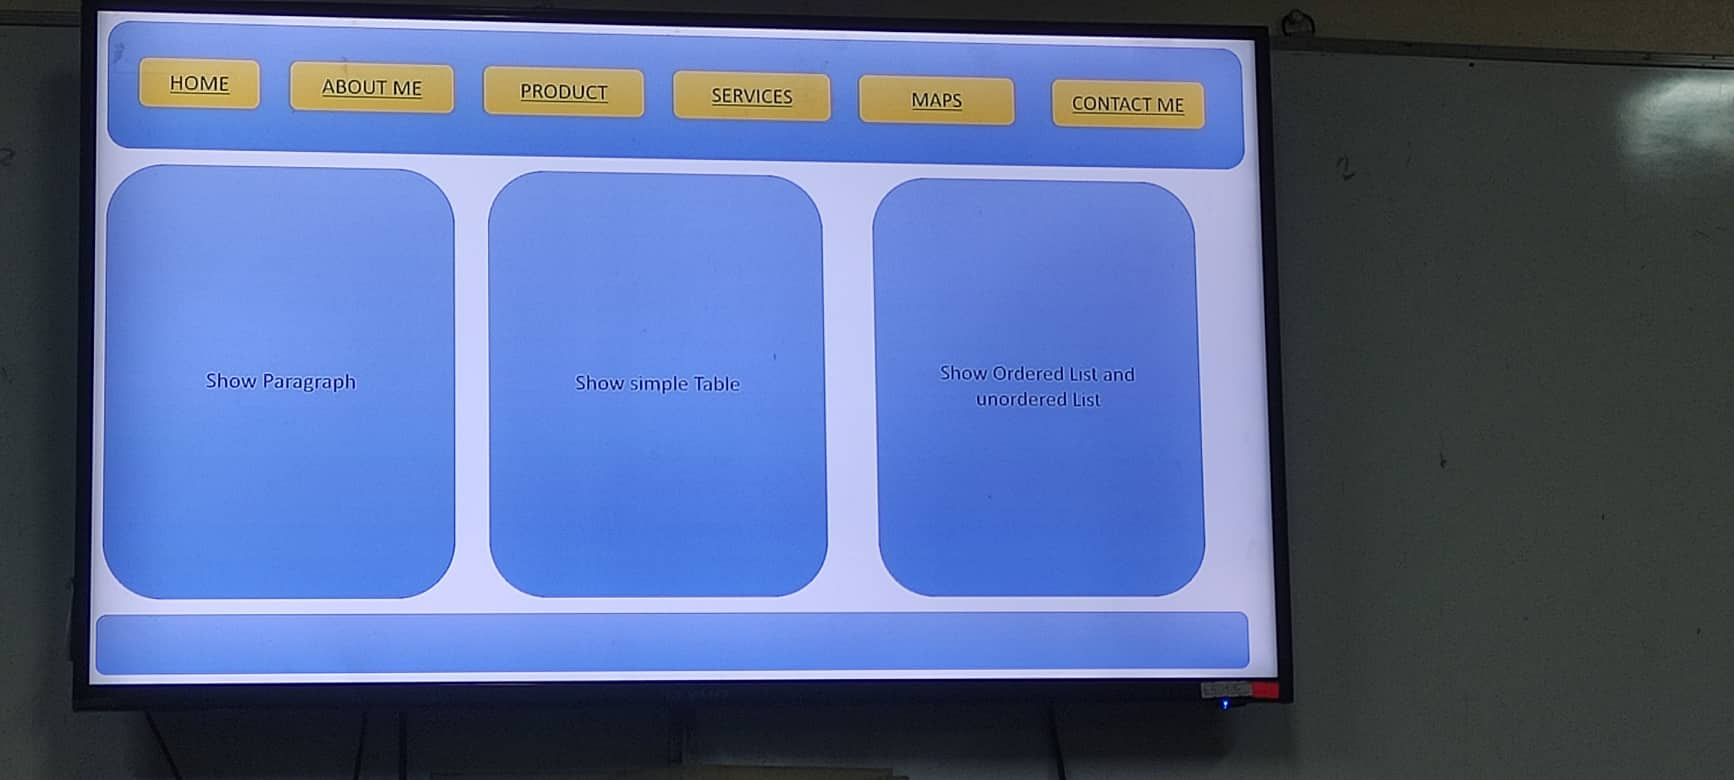 HOME
ABOUT ME
PRODUCT
SERVICES
MAPS
CONTACT ME
Show Paragraph
Show simple Table
Show Ordered List and
unordered List
2